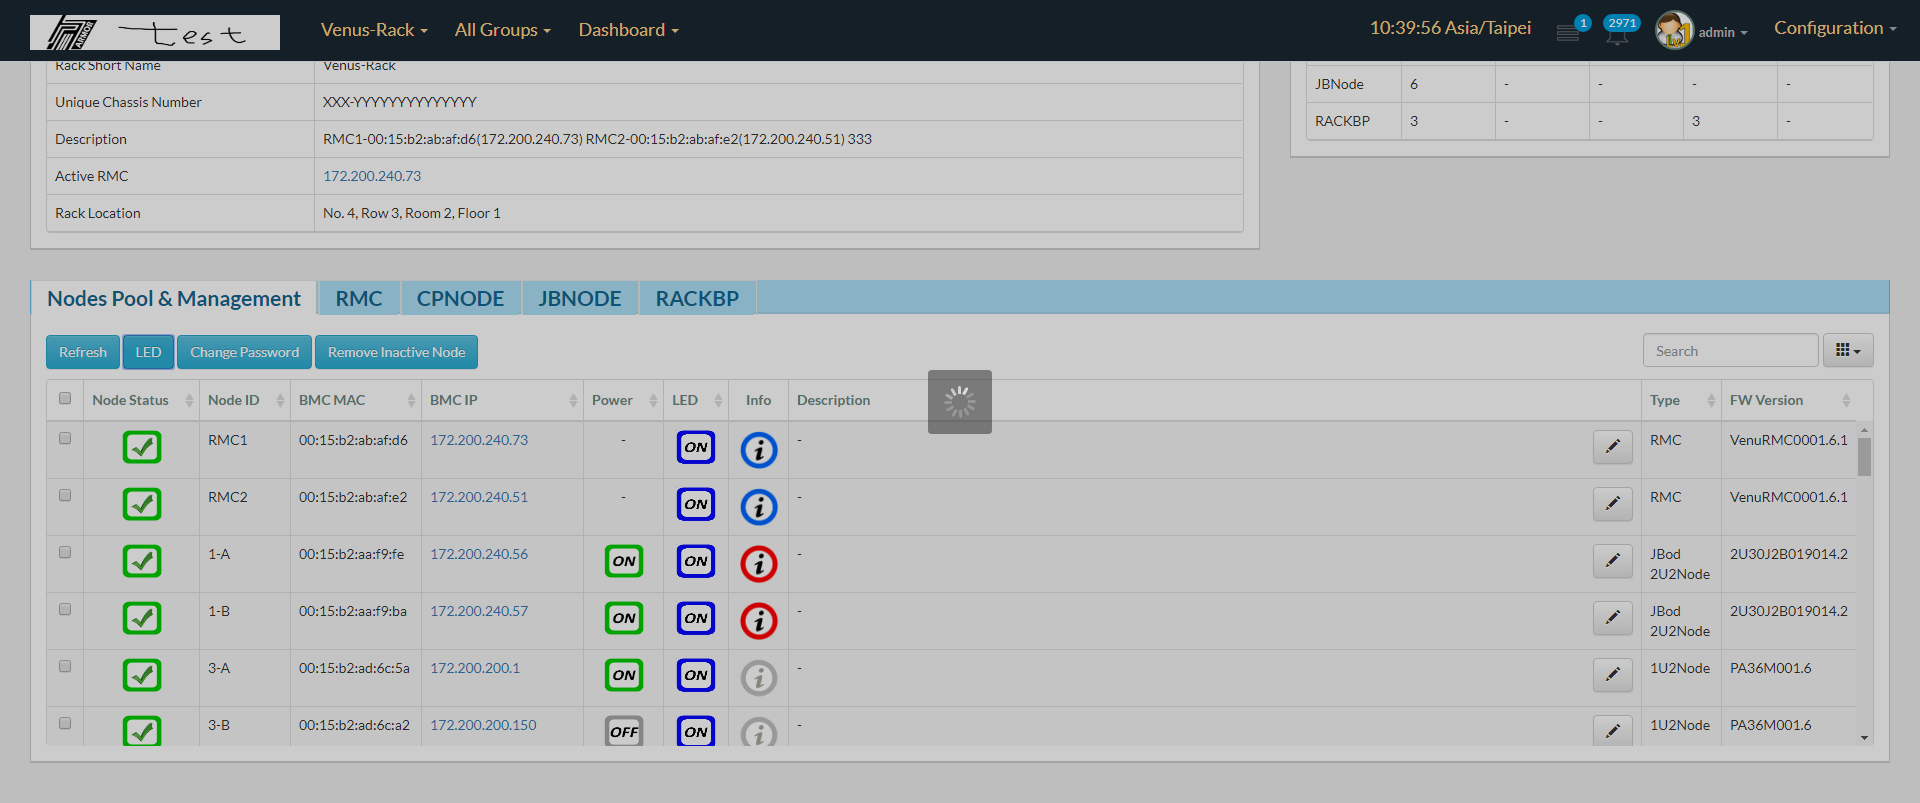 ARMOR test Venus-Rack All Groups Dashboard 10:39:56 Asia/Taipei 1 2971 admin Configuration
Rack Short Name Venus-Rack
Unique Chassis Number XXX-YYYYYYYYYYYYYY
Description RMC1-00:15:b2:ab:af:d6(172.200.240.73) RMC2-00:15:b2:ab:af:e2(172.200.240.51) 333
Active RMC 172.200.240.73
Rack Location No. 4, Row 3, Room 2, Floor 1
JBNode 6 - - - -
RACKBP 3 - - 3 -
Nodes Pool & Management RMC CPNODE JBNODE RACKBP
Refresh LED Change Password Remove Inactive Node Search
Node Status Node ID BMC MAC BMC IP Power LED Info Description Type FW Version
RMC1 00:15:b2:ab:af:d6 172.200.240.73 - ON i - RMC VenuRMC0001.6.1
RMC2 00:15:b2:ab:af:e2 172.200.240.51 - ON i - RMC VenuRMC0001.6.1
1-A 00:15:b2:aa:f9:fe 172.200.240.56 ON ON i - JBod 2U30J2B019014.2
2U2Node
1-B 00:15:b2:aa:f9:ba 172.200.240.57 ON ON i - JBod 2U30J2B019014.2
2U2Node
3-A 00:15:b2:ad:6c:5a 172.200.200.1 ON ON i - 1U2Node PA36M001.6
3-B 00:15:b2:ad:6c:a2 172.200.200.150 OFF ON i - 1U2Node PA36M001.6